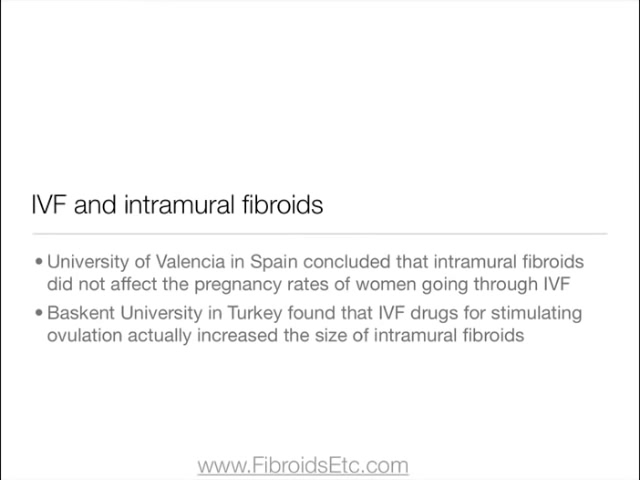 IVF and intramural fibroids
• University of Valencia in Spain concluded that intramural fibroids
did not affect the pregnancy rates of women going through IVF
• Baskent University in Turkey found that IVF drugs for stimulating
ovulation actually increased the size of intramural fibroids
www.FibroidsEtc.com